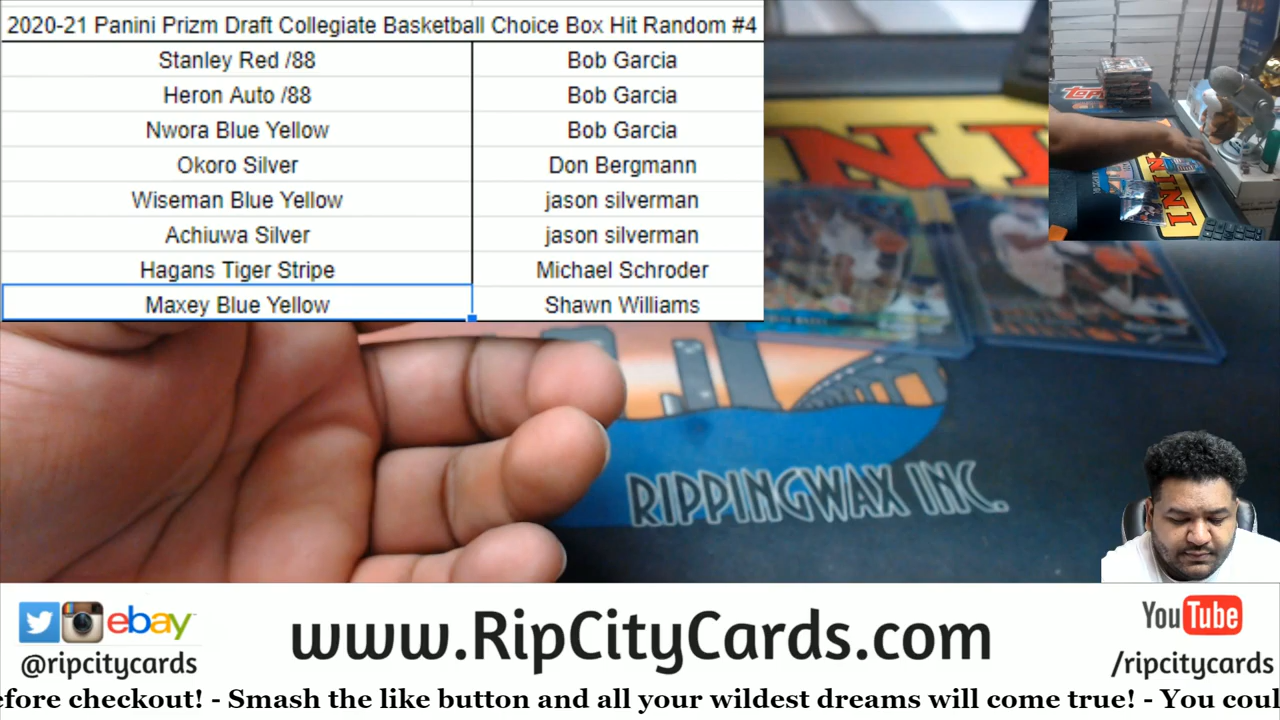 2020-21 Panini Prizm Draft Collegiate Basketball Choice Box Hit Random #4
Stanley Red /88 Bob Garcia
Heron Auto /88 Bob Garcia
Nwora Blue Yellow Bob Garcia
Okoro Silver Don Bergmann
Wiseman Blue Yellow jason silverman
Achiuwa Silver jason silverman
Hagans Tiger Stripe Michael Schroder
Maxey Blue Yellow Shawn Williams
RIPPINGWAX INC.
ebay
@ripcitycards
www.RipCityCards.com
YouTube
/ripcitycards
efore checkout! - Smash the like button and all your wildest dreams will come true! - You coul